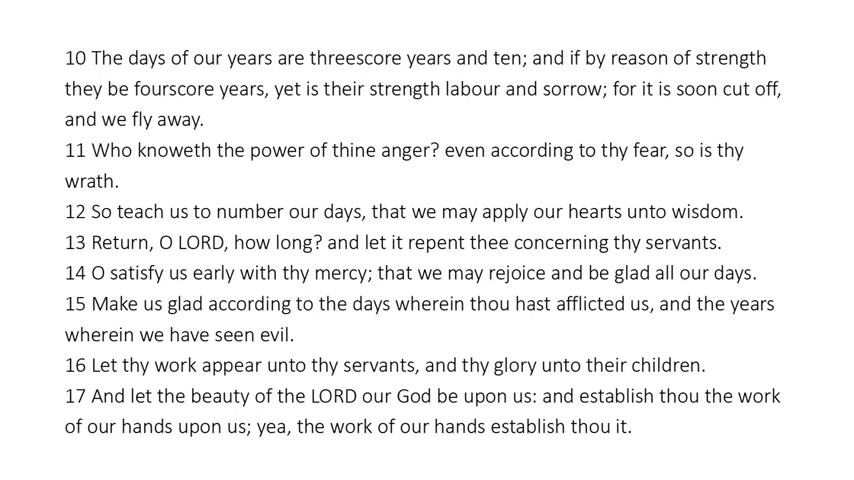 10 The days of our years are threescore years and ten; and if by reason of strength
they be fourscore years, yet is their strength labour and sorrow; for it is soon cut off,
and we fly away.
11 Who knoweth the power of thine anger? even according to thy fear, so is thy
wrath.
12 So teach us to number our days, that we may apply our hearts unto wisdom.
13 Return, O LORD, how long? and let it repent thee concerning thy servants.
14 O satisfy us early with thy mercy; that we may rejoice and be glad all our days.
15 Make us glad according to the days wherein thou hast afflicted us, and the years
wherein we have seen evil.
16 Let thy work appear unto thy servants, and thy glory unto their children.
17 And let the beauty of the LORD our God be upon us: and establish thou the work
of our hands upon us; yea, the work of our hands establish thou it.